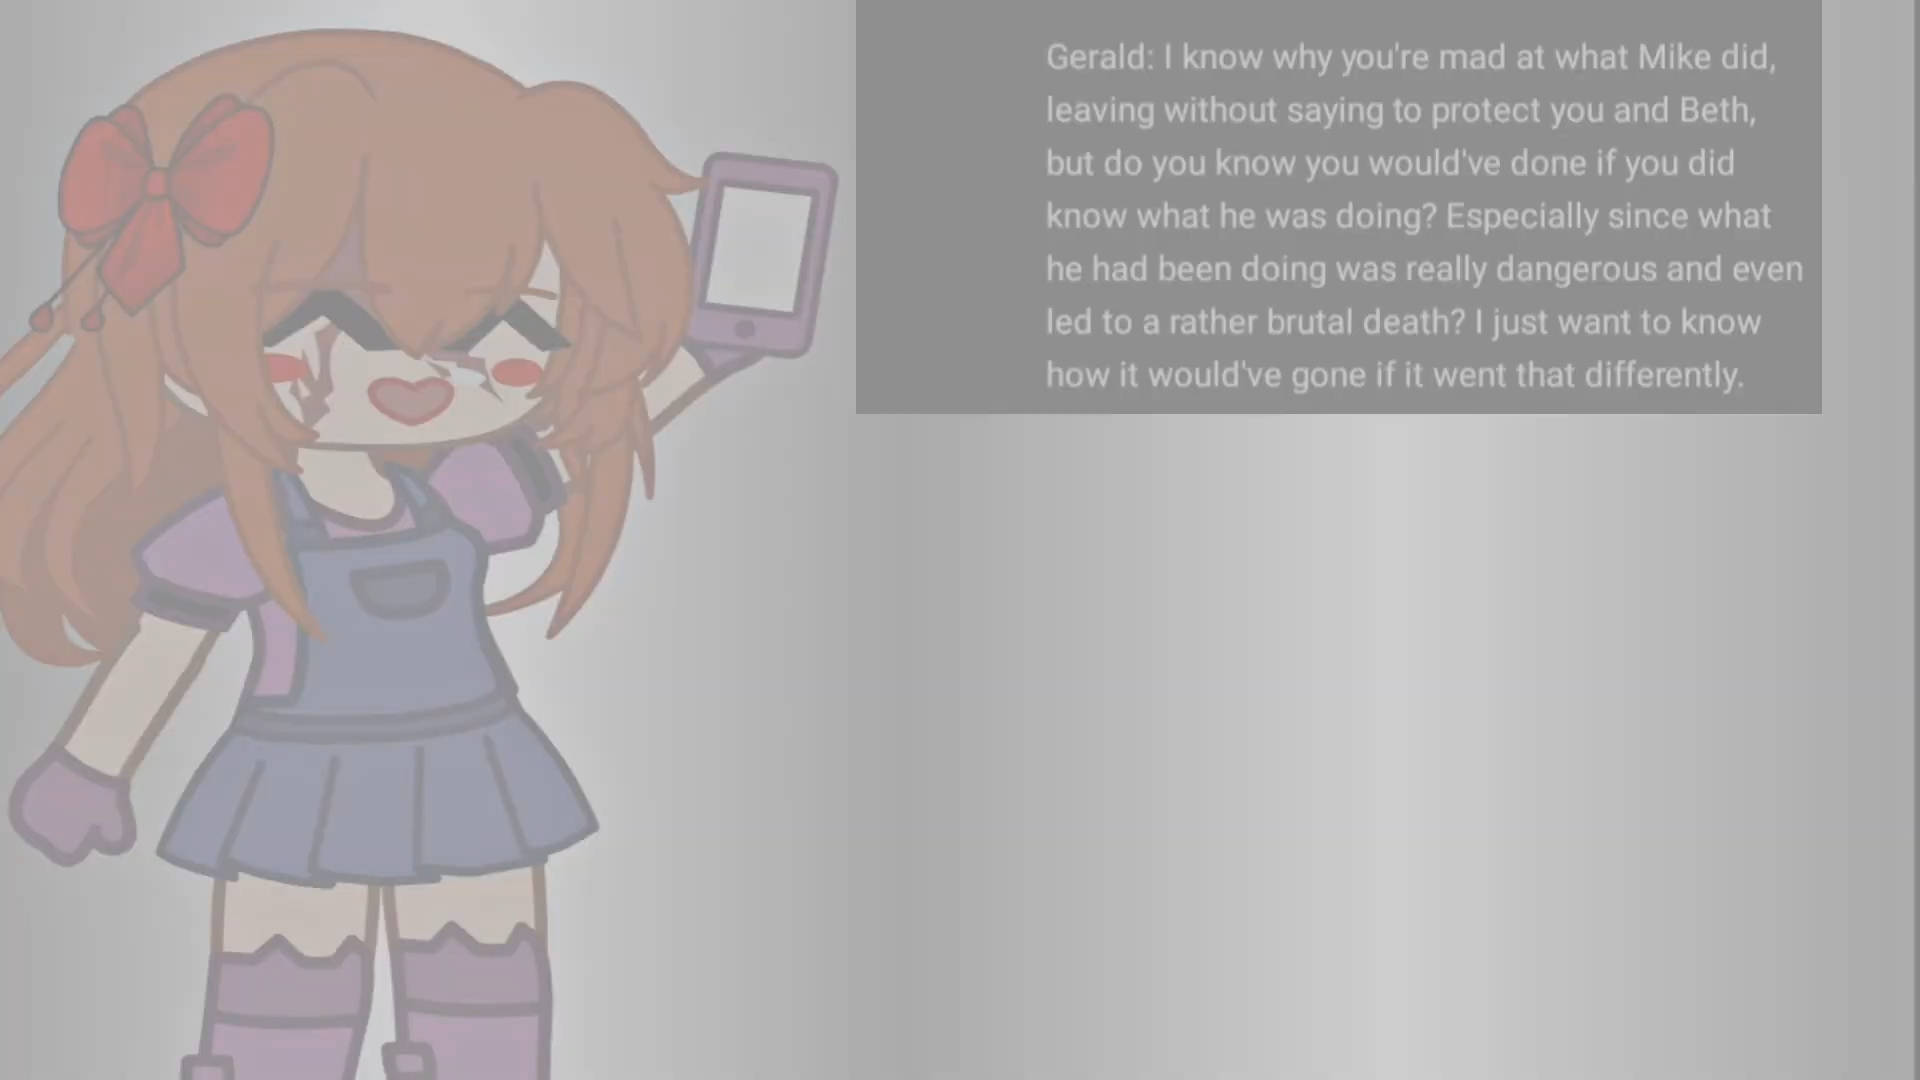 Gerald: I know why you're mad at what Mike did,
leaving without saying to protect you and Beth,
but do you know you would've done if you did
know what he was doing? Especially since what
he had been doing was really dangerous and even
led to a rather brutal death? I just want to know
how it would've gone if it went that differently.